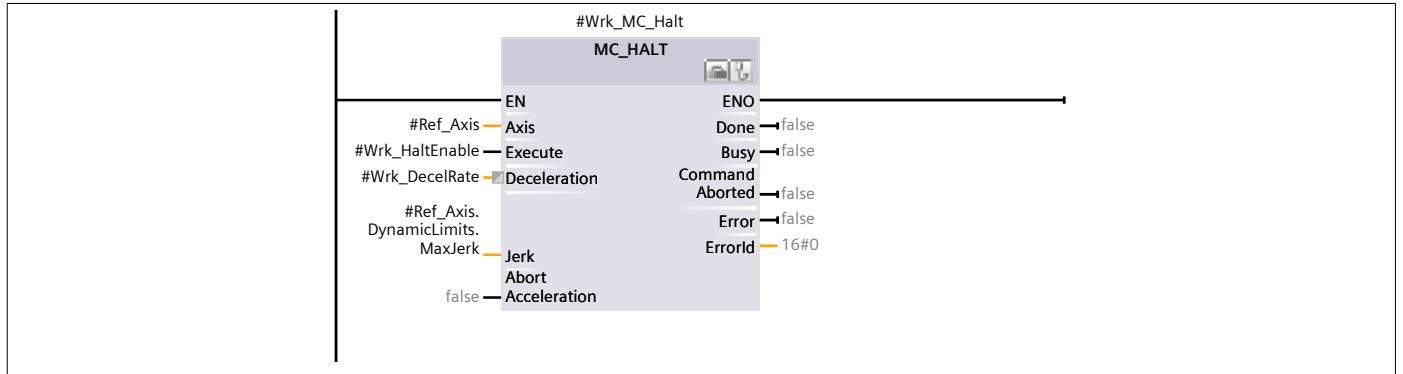 #Wrk_MC_Halt
MC_HALT
EN ENO
#Ref_Axis Axis Done false
#Wrk_HaltEnable Execute Busy false
#Wrk_DecelRate Deceleration Command
Aborted false
#Ref_Axis.
DynamicLimits.
MaxJerk Jerk
Error false
ErrorId 16#0
Abort
false Acceleration